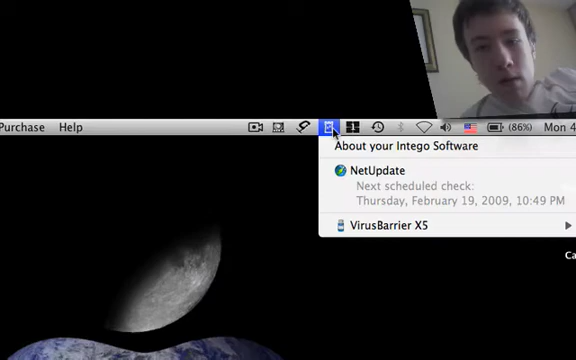 Purchase Help (86%) Mon 4
About your Intego Software
NetUpdate
Next scheduled check:
Thursday, February 19, 2009, 10:49 PM
VirusBarrier X5
Ca